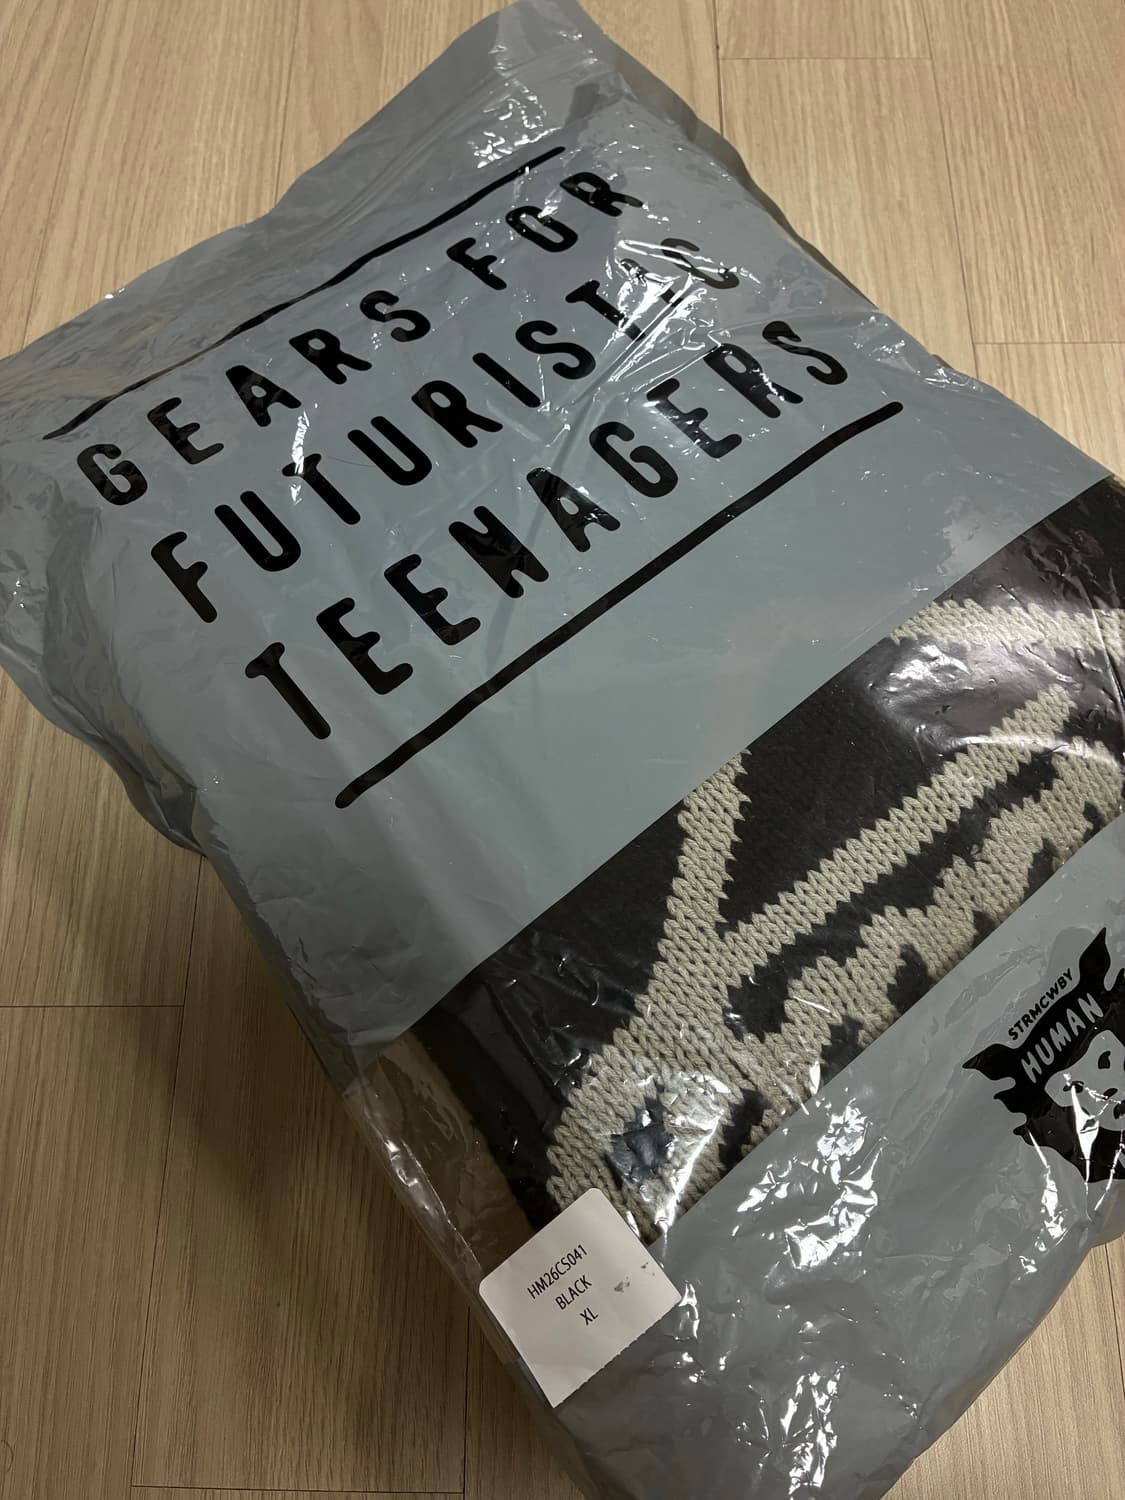 GEARS FOR
FUTURISTIC
TEENAGERS
STRMCWBY
HUMAN
HM26CS041
BLACK
XL